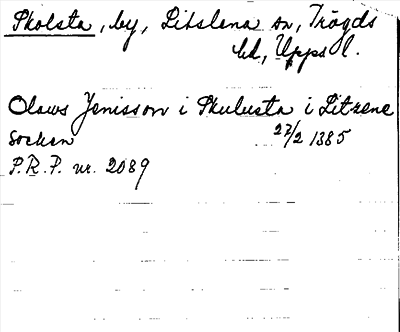 Skolsta, by, Litslena sn, Trögds
hd, Upps l.
Olaws Jenisson i Skulusta i Litzene
socken 27/2 1385
P.R.P. nr. 2089